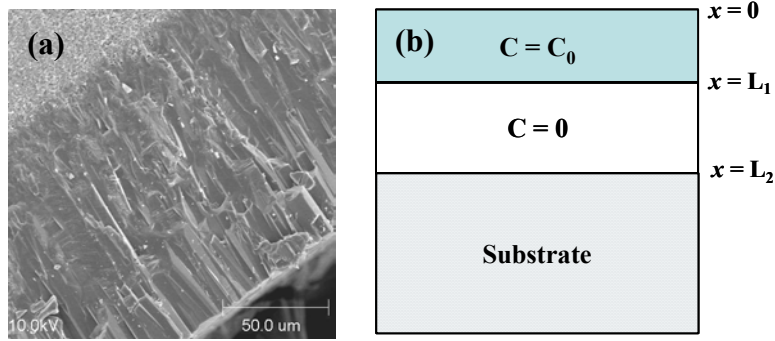 (a)
10.0kV
50.0 um
(b)
C = C₀
C = 0
Substrate
x = 0
x = L₁
x = L₂